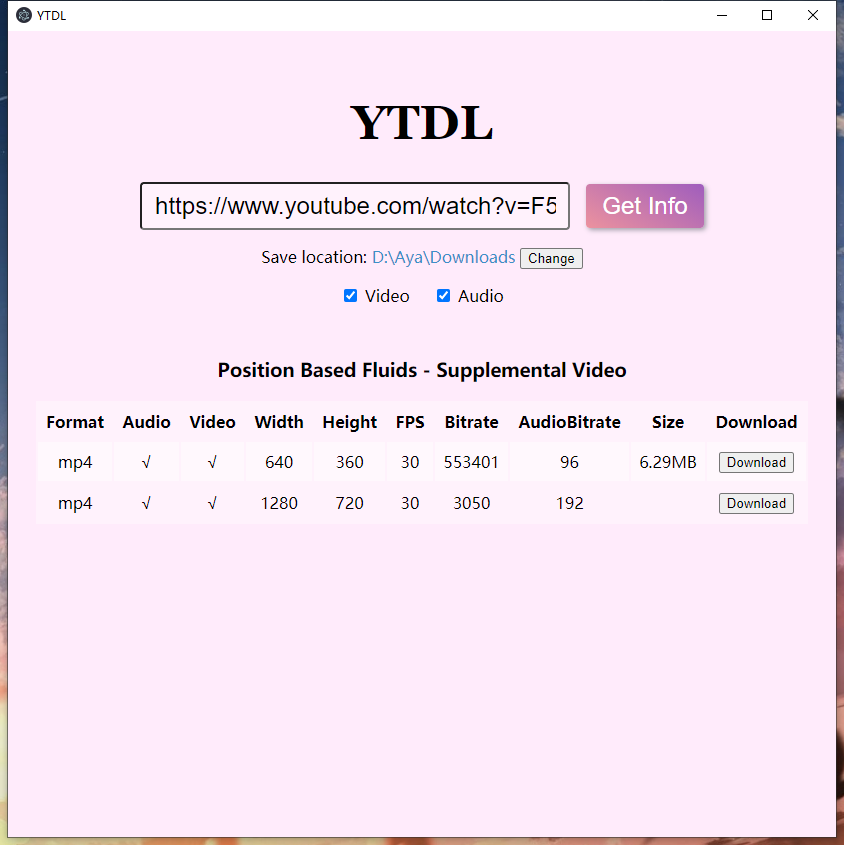 YTDL
YTDL
https://www.youtube.com/watch?v=F5
Get Info
Save location: D:\Aya\Downloads Change
Video Audio
Position Based Fluids - Supplemental Video
Format Audio Video Width Height FPS Bitrate AudioBitrate Size Download
mp4 √ √ 640 360 30 553401 96 6.29MB Download
mp4 √ √ 1280 720 30 3050 192 Download